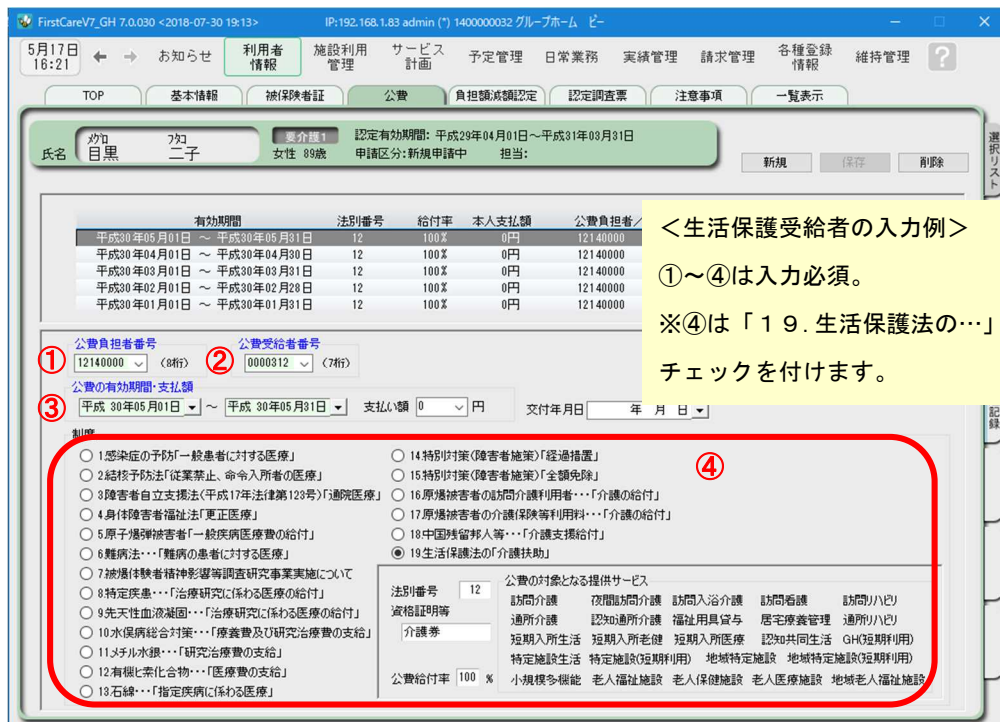 FirstCareV7_GH 7.0.030 <2018-07-30 19:13> IP:192.168.1.83 admin (*) 1400000032 グループホーム ビー
5月17日 16:21 ← → お知らせ 利用者情報 施設利用管理 サービス計画 予定管理 日常業務 実績管理 請求管理 各種登録情報 維持管理 ?
TOP 基本情報 被保険者証 公費 負担額減額認定 認定調査票 注意事項 一覧表示
選択リスト
氏名 ﾒｸﾞﾛ ﾌﾀｺ
目黒 二子
要介護1 認定有効期間: 平成29年04月01日～平成31年03月31日
女性 89歳 申請区分:新規申請中 担当:
新規 保存 削除
有効期間 法別番号 給付率 本人支払額 公費負担者/
平成30年05月01日 ～ 平成30年05月31日 12 100% 0円 12140000
平成30年04月01日 ～ 平成30年04月30日 12 100% 0円 12140000
平成30年03月01日 ～ 平成30年03月31日 12 100% 0円 12140000
平成30年02月01日 ～ 平成30年02月28日 12 100% 0円 12140000
平成30年01月01日 ～ 平成30年01月31日 12 100% 0円 12140000
＜生活保護受給者の入力例＞
①～④は入力必須。
※④は「１９.生活保護法の…」
チェックを付けます。
記録
公費負担者番号 公費受給者番号
① 12140000 (8桁) ② 0000312 (7桁)
公費の有効期間・支払額
③ 平成 30年05月01日 ～ 平成 30年05月31日 支払い額 0 円 交付年月日 年 月 日
制度
④
1.感染症の予防「一般患者に対する医療」
2.結核予防法「従業禁止、命令入所者の医療」
3.障害者自立支援法(平成17年法律第123号)「通院医療」
4.身体障害者福祉法「更正医療」
5.原子爆弾被害者「一般疾病医療費の給付」
6.難病法・・・「難病の患者に対する医療」
7.被爆体験者精神影響等調査研究事業実施について
8.特定疾患・・・「治療研究に係わる医療の給付」
9.先天性血液凝固・・・「治療研究に係わる医療の給付」
10.水俣病総合対策・・・「療養費及び研究治療費の支給」
11.メチル水銀・・・「研究治療費の支給」
12.有機ヒ素化合物・・・「医療費の支給」
13.石綿・・・「指定疾病に係わる医療」
14.特別対策(障害者施策)「経過措置」
15.特別対策(障害者施策)「全額免除」
16.原爆被害者の訪問介護利用者・・・「介護の給付」
17.原爆被害者の介護保険等利用料・・・「介護の給付」
18.中国残留邦人等・・・「介護支援給付」
19.生活保護法の「介護扶助」
法別番号 12
資格証明等
介護券
公費給付率 100 %
公費の対象となる提供サービス
訪問介護 夜間訪問介護 訪問入浴介護 訪問看護 訪問リハビリ
通所介護 認知通所介護 福祉用具貸与 居宅療養管理 通所リハビリ
短期入所生活 短期入所老健 短期入所医療 認知共同生活 GH(短期利用)
特定施設生活 特定施設(短期利用) 地域特定施設 地域特定施設(短期利用)
小規模多機能 老人福祉施設 老人保健施設 老人医療施設 地域老人福祉施設